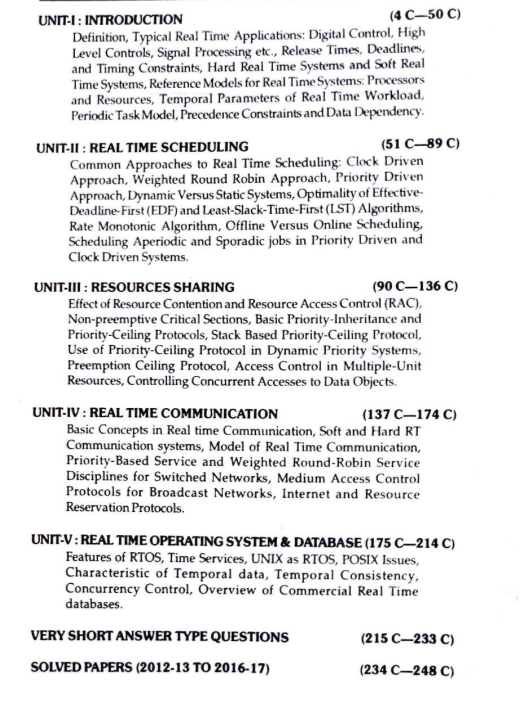 UNIT-I : INTRODUCTION (4 C—50 C)
Definition, Typical Real Time Applications: Digital Control, High
Level Controls, Signal Processing etc., Release Times, Deadlines,
and Timing Constraints, Hard Real Time Systems and Soft Real
Time Systems, Reference Models for Real Time Systems: Processors
and Resources, Temporal Parameters of Real Time Workload,
Periodic Task Model, Precedence Constraints and Data Dependency.
UNIT-II : REAL TIME SCHEDULING (51 C—89 C)
Common Approaches to Real Time Scheduling: Clock Driven
Approach, Weighted Round Robin Approach, Priority Driven
Approach, Dynamic Versus Static Systems, Optimality of Effective-
Deadline-First (EDF) and Least-Slack-Time-First (LST) Algorithms,
Rate Monotonic Algorithm, Offline Versus Online Scheduling,
Scheduling Aperiodic and Sporadic jobs in Priority Driven and
Clock Driven Systems.
UNIT-III : RESOURCES SHARING (90 C—136 C)
Effect of Resource Contention and Resource Access Control (RAC),
Non-preemptive Critical Sections, Basic Priority-Inheritance and
Priority-Ceiling Protocols, Stack Based Priority-Ceiling Protocol,
Use of Priority-Ceiling Protocol in Dynamic Priority Systems,
Preemption Ceiling Protocol, Access Control in Multiple-Unit
Resources, Controlling Concurrent Accesses to Data Objects.
UNIT-IV : REAL TIME COMMUNICATION (137 C—174 C)
Basic Concepts in Real time Communication, Soft and Hard RT
Communication systems, Model of Real Time Communication,
Priority-Based Service and Weighted Round-Robin Service
Disciplines for Switched Networks, Medium Access Control
Protocols for Broadcast Networks, Internet and Resource
Reservation Protocols.
UNIT-V : REAL TIME OPERATING SYSTEM & DATABASE (175 C—214 C)
Features of RTOS, Time Services, UNIX as RTOS, POSIX Issues,
Characteristic of Temporal data, Temporal Consistency,
Concurrency Control, Overview of Commercial Real Time
databases.
VERY SHORT ANSWER TYPE QUESTIONS (215 C—233 C)
SOLVED PAPERS (2012-13 TO 2016-17) (234 C—248 C)